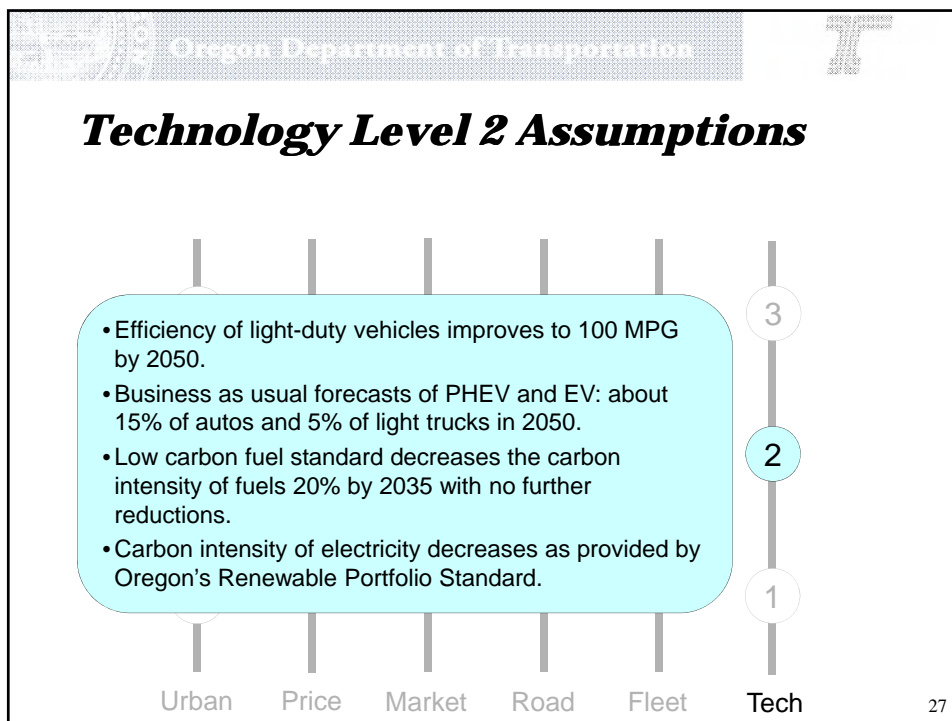 Oregon Department of Transportation
Technology Level 2 Assumptions
• Efficiency of light-duty vehicles improves to 100 MPG
by 2050.
• Business as usual forecasts of PHEV and EV: about
15% of autos and 5% of light trucks in 2050.
• Low carbon fuel standard decreases the carbon
intensity of fuels 20% by 2035 with no further
reductions.
• Carbon intensity of electricity decreases as provided by
Oregon's Renewable Portfolio Standard.
3
2
1
Urban Price Market Road Fleet Tech
27